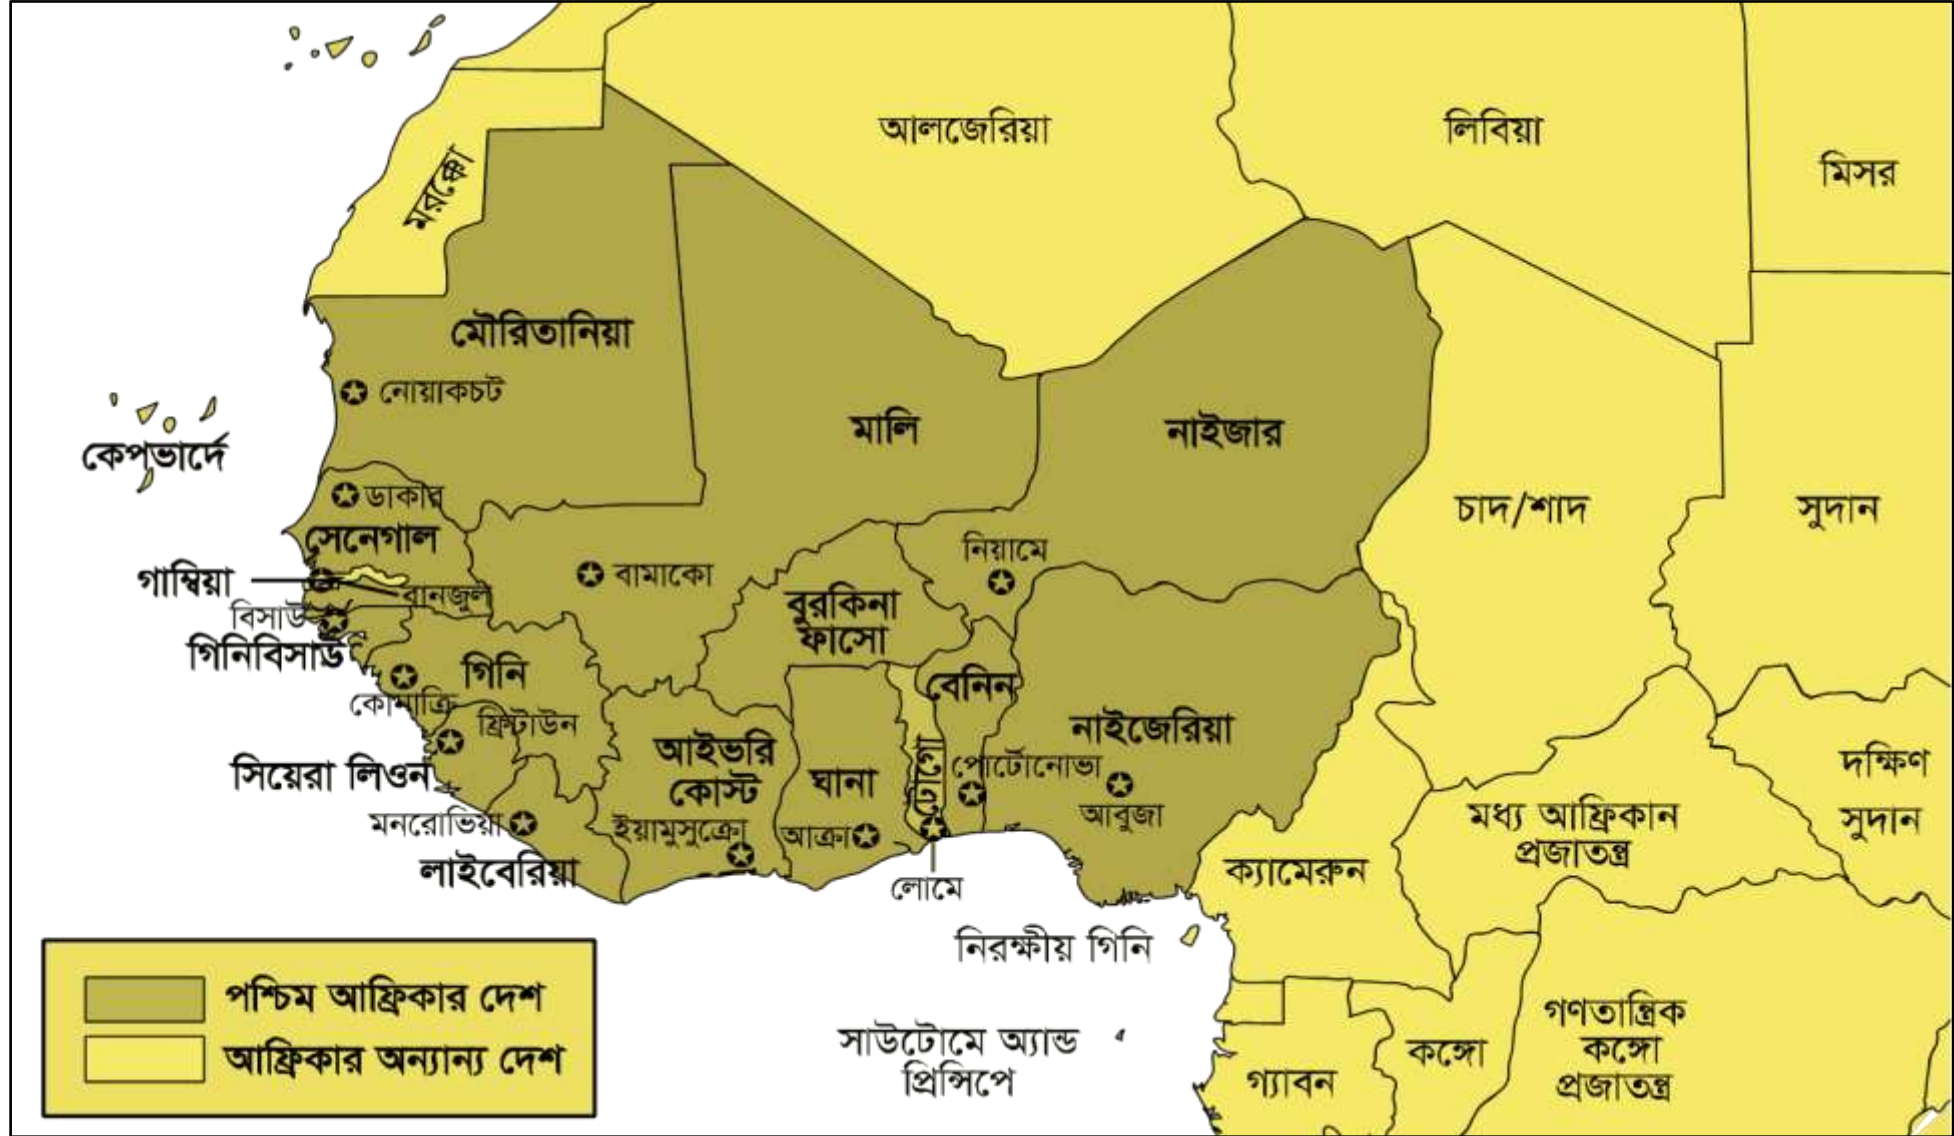 আলজেরিয়া
লিবিয়া
মিসর
মরক্কো
মৌরিতানিয়া
নোয়াকচট
মালি
নাইজার
কেপভার্দে
ডাকার
সেনেগাল
চাদ/শাদ
সুদান
নিয়ামে
গাম্বিয়া
বানজুল
বামাকো
বিসাউ
গিনিবিসাউ
বুরকিনা
ফাসো
গিনি
কোনাক্রি
ফ্রিটাউন
বেনিন
নাইজেরিয়া
সিয়েরা লিওন
আইভরি
কোস্ট
ঘানা
টোগো
পোর্টোনোভা
আবুজা
দক্ষিণ
সুদান
মনরোভিয়া
ইয়ামুসুক্রো
আক্রা
মধ্য আফ্রিকান
প্রজাতন্ত্র
লাইবেরিয়া
লোমে
ক্যামেরুন
নিরক্ষীয় গিনি
পশ্চিম আফ্রিকার দেশ
আফ্রিকার অন্যান্য দেশ
সাউটোমে অ্যান্ড
প্রিন্সিপে
গ্যাবন
কঙ্গো
গণতান্ত্রিক
কঙ্গো
প্রজাতন্ত্র